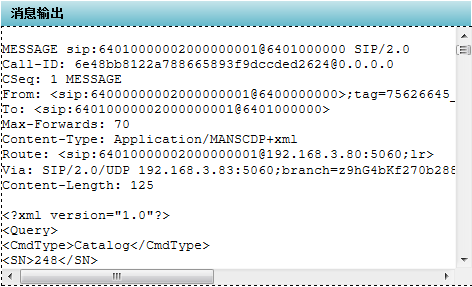 消息输出
MESSAGE sip:64010000002000000001@6401000000 SIP/2.0
Call-ID: 6e48bb8122a788665893f9dccded2624@0.0.0.0
CSeq: 1 MESSAGE
From: <sip:64000000002000000001@6400000000>;tag=75626645_
To: <sip:64010000002000000001@6401000000>
Max-Forwards: 70
Content-Type: Application/MANSCDP+xml
Route: <sip:64010000002000000001@192.168.3.80:5060;lr>
Via: SIP/2.0/UDP 192.168.3.83:5060;branch=z9hG4bKf270b288
Content-Length: 125
<?xml version="1.0"?>
<Query>
<CmdType>Catalog</CmdType>
<SN>248</SN>